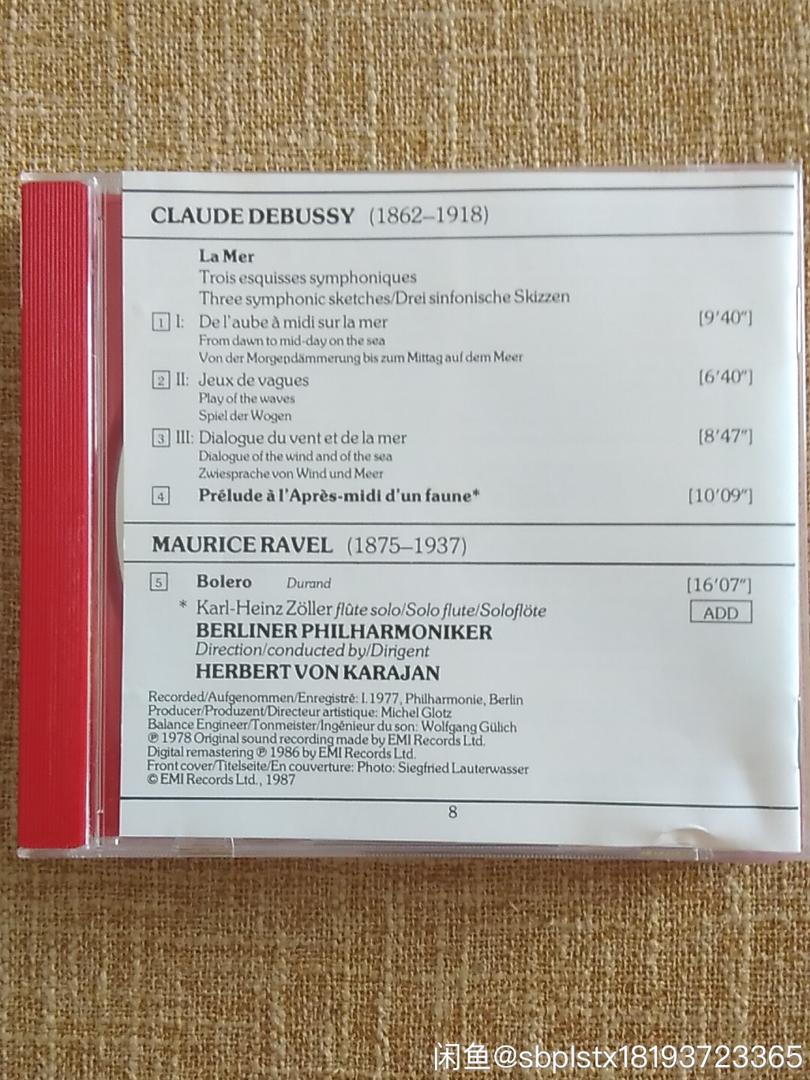 CLAUDE DEBUSSY (1862–1918)
La Mer
Trois esquisses symphoniques
Three symphonic sketches/Drei sinfonische Skizzen
1 I: De l'aube à midi sur la mer [9'40"]
From dawn to mid-day on the sea
Von der Morgendämmerung bis zum Mittag auf dem Meer
2 II: Jeux de vagues [6'40"]
Play of the waves
Spiel der Wogen
3 III: Dialogue du vent et de la mer [8'47"]
Dialogue of the wind and of the sea
Zwiesprache von Wind und Meer
4 Prélude à l'Après-midi d'un faune* [10'09"]
MAURICE RAVEL (1875–1937)
5 Bolero Durand [16'07"]
* Karl-Heinz Zöller flûte solo/Solo flute/Soloflöte ADD
BERLINER PHILHARMONIKER
Direction/conducted by/Dirigent
HERBERT VON KARAJAN
Recorded/Aufgenommen/Enregistré: I.1977, Philharmonie, Berlin
Producer/Produzent/Directeur artistique: Michel Glotz
Balance Engineer/Tonmeister/Ingénieur du son: Wolfgang Gülich
℗ 1978 Original sound recording made by EMI Records Ltd.
Digital remastering ℗ 1986 by EMI Records Ltd.
Front cover/Titelseite/En couverture: Photo: Siegfried Lauterwasser
© EMI Records Ltd., 1987
8
闲鱼@sbplstx18193723365